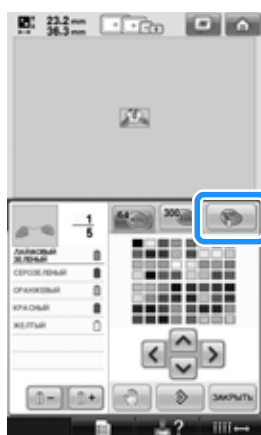 23.2 mm
36.3 mm
1
5
64
300
ЛАЙМОВЫЙ
ЗЕЛЕНЫЙ
СЕРОЗЕЛЕНЫЙ
ОРАНЖЕВЫЙ
КРАСНЫЙ
ЖЕЛТЫЙ
− +
ЗАКРЫТЬ
?